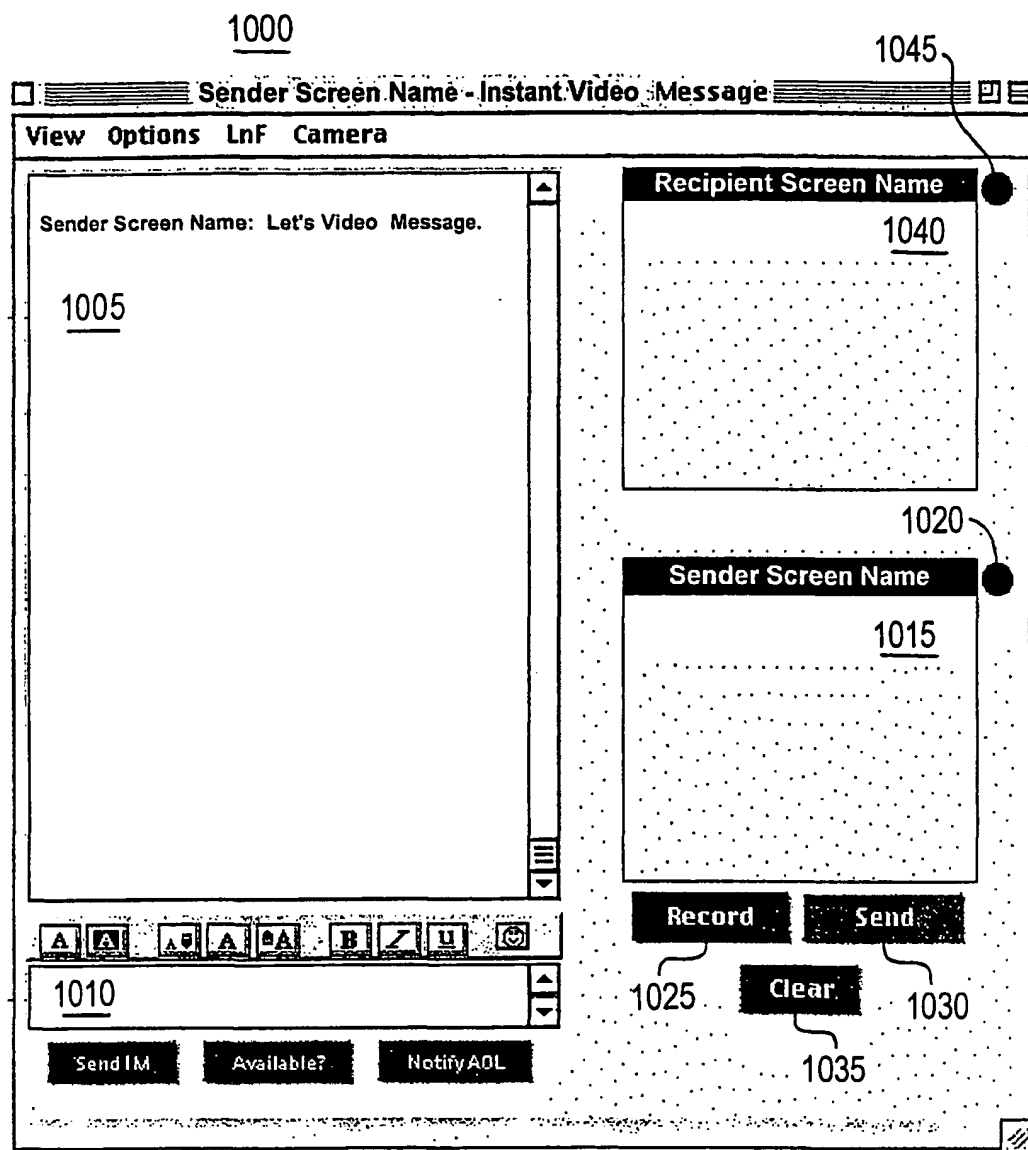 1000
1045
Sender Screen Name - Instant Video Message
View Options LnF Camera
Sender Screen Name: Let's Video Message.
1005
Recipient Screen Name
1040
1020
Sender Screen Name
1015
Record Send
1025 Clear 1030
1035
A A A A A B I U
1010
Send IM Available? Notify AOL